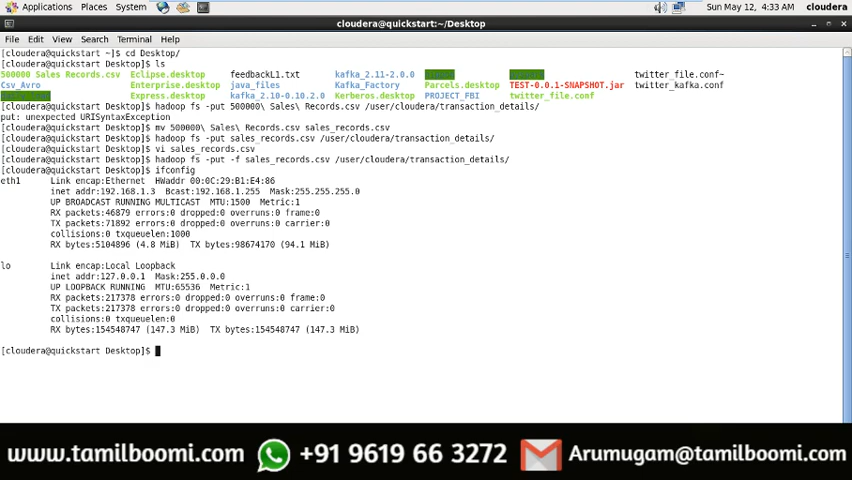 Applications Places System Sun May 12, 4:33 AM cloudera
cloudera@quickstart:~/Desktop
File Edit View Search Terminal Help
[cloudera@quickstart ~]$ cd Desktop/
[cloudera@quickstart Desktop]$ ls
500000 Sales Records.csv Eclipse.desktop feedbackL1.txt kafka_2.11-2.0.0 twitter_file.conf~
Csv_Avro Enterprise.desktop java_files Kafka_Factory Parcels.desktop TEST-0.0.1-SNAPSHOT.jar twitter_kafka.conf
Express.desktop kafka_2.10-0.10.2.0 Kerberos.desktop PROJECT_FBI twitter_file.conf
[cloudera@quickstart Desktop]$ hadoop fs -put 500000\ Sales\ Records.csv /user/cloudera/transaction_details/
put: unexpected URISyntaxException
[cloudera@quickstart Desktop]$ mv 500000\ Sales\ Records.csv sales_records.csv
[cloudera@quickstart Desktop]$ hadoop fs -put sales_records.csv /user/cloudera/transaction_details/
[cloudera@quickstart Desktop]$ vi sales_records.csv
[cloudera@quickstart Desktop]$ hadoop fs -put -f sales_records.csv /user/cloudera/transaction_details/
[cloudera@quickstart Desktop]$ ifconfig
eth1 Link encap:Ethernet HWaddr 00:0C:29:B1:E4:86
inet addr:192.168.1.3 Bcast:192.168.1.255 Mask:255.255.255.0
UP BROADCAST RUNNING MULTICAST MTU:1500 Metric:1
RX packets:46879 errors:0 dropped:0 overruns:0 frame:0
TX packets:71892 errors:0 dropped:0 overruns:0 carrier:0
collisions:0 txqueuelen:1000
RX bytes:5104896 (4.8 MiB) TX bytes:98674170 (94.1 MiB)
lo Link encap:Local Loopback
inet addr:127.0.0.1 Mask:255.0.0.0
UP LOOPBACK RUNNING MTU:65536 Metric:1
RX packets:217378 errors:0 dropped:0 overruns:0 frame:0
TX packets:217378 errors:0 dropped:0 overruns:0 carrier:0
collisions:0 txqueuelen:0
RX bytes:154548747 (147.3 MiB) TX bytes:154548747 (147.3 MiB)
[cloudera@quickstart Desktop]$
www.tamilboomi.com +91 9619 66 3272 Arumugam@tamilboomi.com